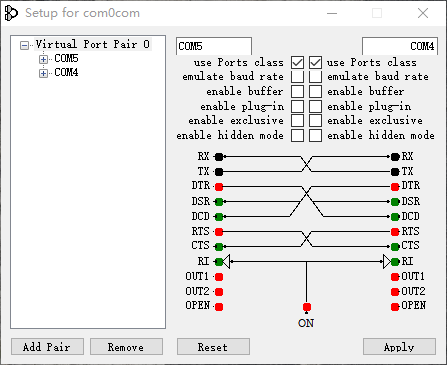 Setup for com0com
Virtual Port Pair 0
COM5
COM4
COM5 COM4
use Ports class use Ports class
emulate baud rate emulate baud rate
enable buffer enable buffer
enable plug-in enable plug-in
enable exclusive enable exclusive
enable hidden mode enable hidden mode
RX RX
TX TX
DTR DTR
DSR DSR
DCD DCD
RTS RTS
CTS CTS
RI RI
OUT1 OUT1
OUT2 OUT2
OPEN OPEN
ON
Add Pair Remove Reset Apply